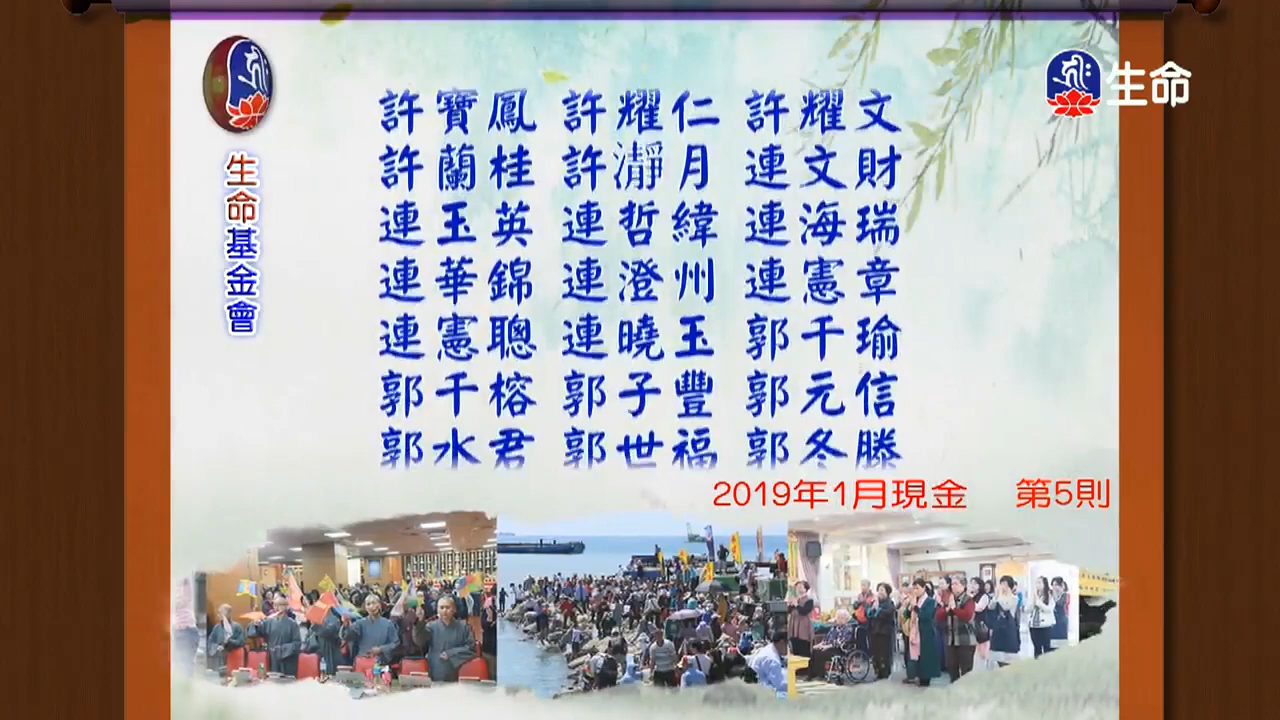 生命
生命基金會
許寶鳳 許耀仁 許耀文
許蘭桂 許瀞月 連文財
連玉英 連哲緯 連海瑞
連華錦 連澄州 連憲章
連憲聰 連曉玉 郭千瑜
郭千榕 郭子豐 郭元信
郭水君 郭世福 郭冬滕
2019年1月現金 第5則